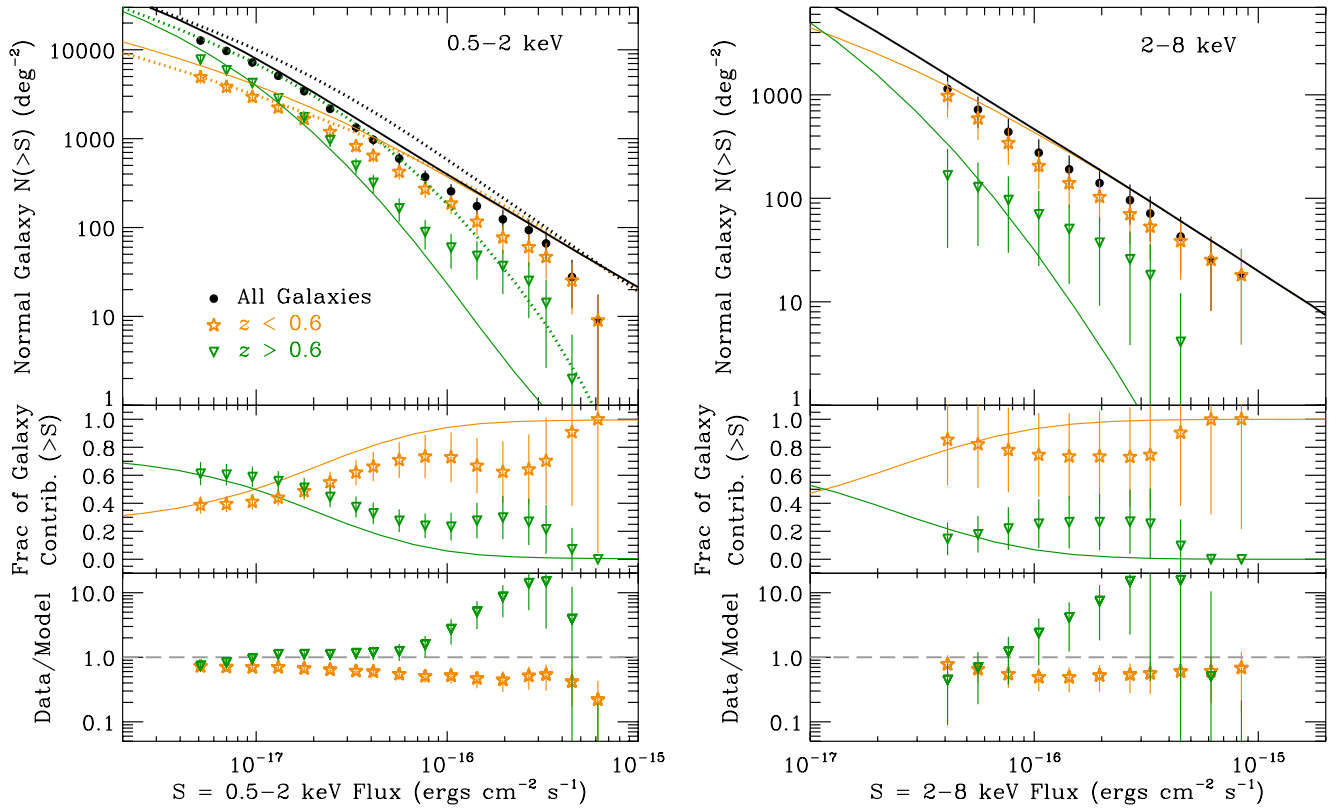 Normal Galaxy N(>S) (deg⁻²)
10000
1000
100
10
1
0.5–2 keV
All Galaxies
z < 0.6
z > 0.6
Frac of Galaxy
Contrib. (>S)
1.0
0.8
0.6
0.4
0.2
0.0
Data/Model
10.0
1.0
0.1
10⁻¹⁷
10⁻¹⁶
10⁻¹⁵
S = 0.5–2 keV Flux (ergs cm⁻² s⁻¹)
Normal Galaxy N(>S) (deg⁻²)
1000
100
10
1
2–8 keV
Frac of Galaxy
Contrib. (>S)
1.0
0.8
0.6
0.4
0.2
0.0
Data/Model
10.0
1.0
0.1
10⁻¹⁷
10⁻¹⁶
10⁻¹⁵
S = 2–8 keV Flux (ergs cm⁻² s⁻¹)